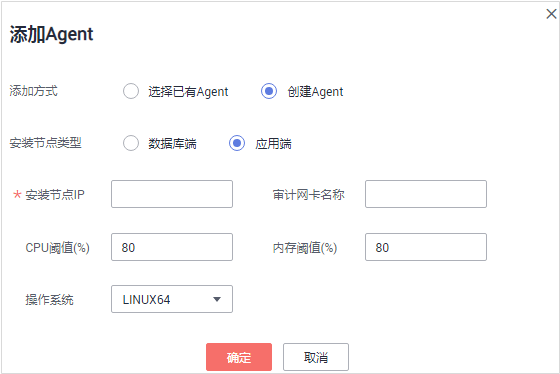 添加Agent
添加方式 选择已有Agent 创建Agent
安装节点类型 数据库端 应用端
* 安装节点IP 审计网卡名称
CPU阈值(%) 80 内存阈值(%) 80
操作系统 LINUX64
确定 取消